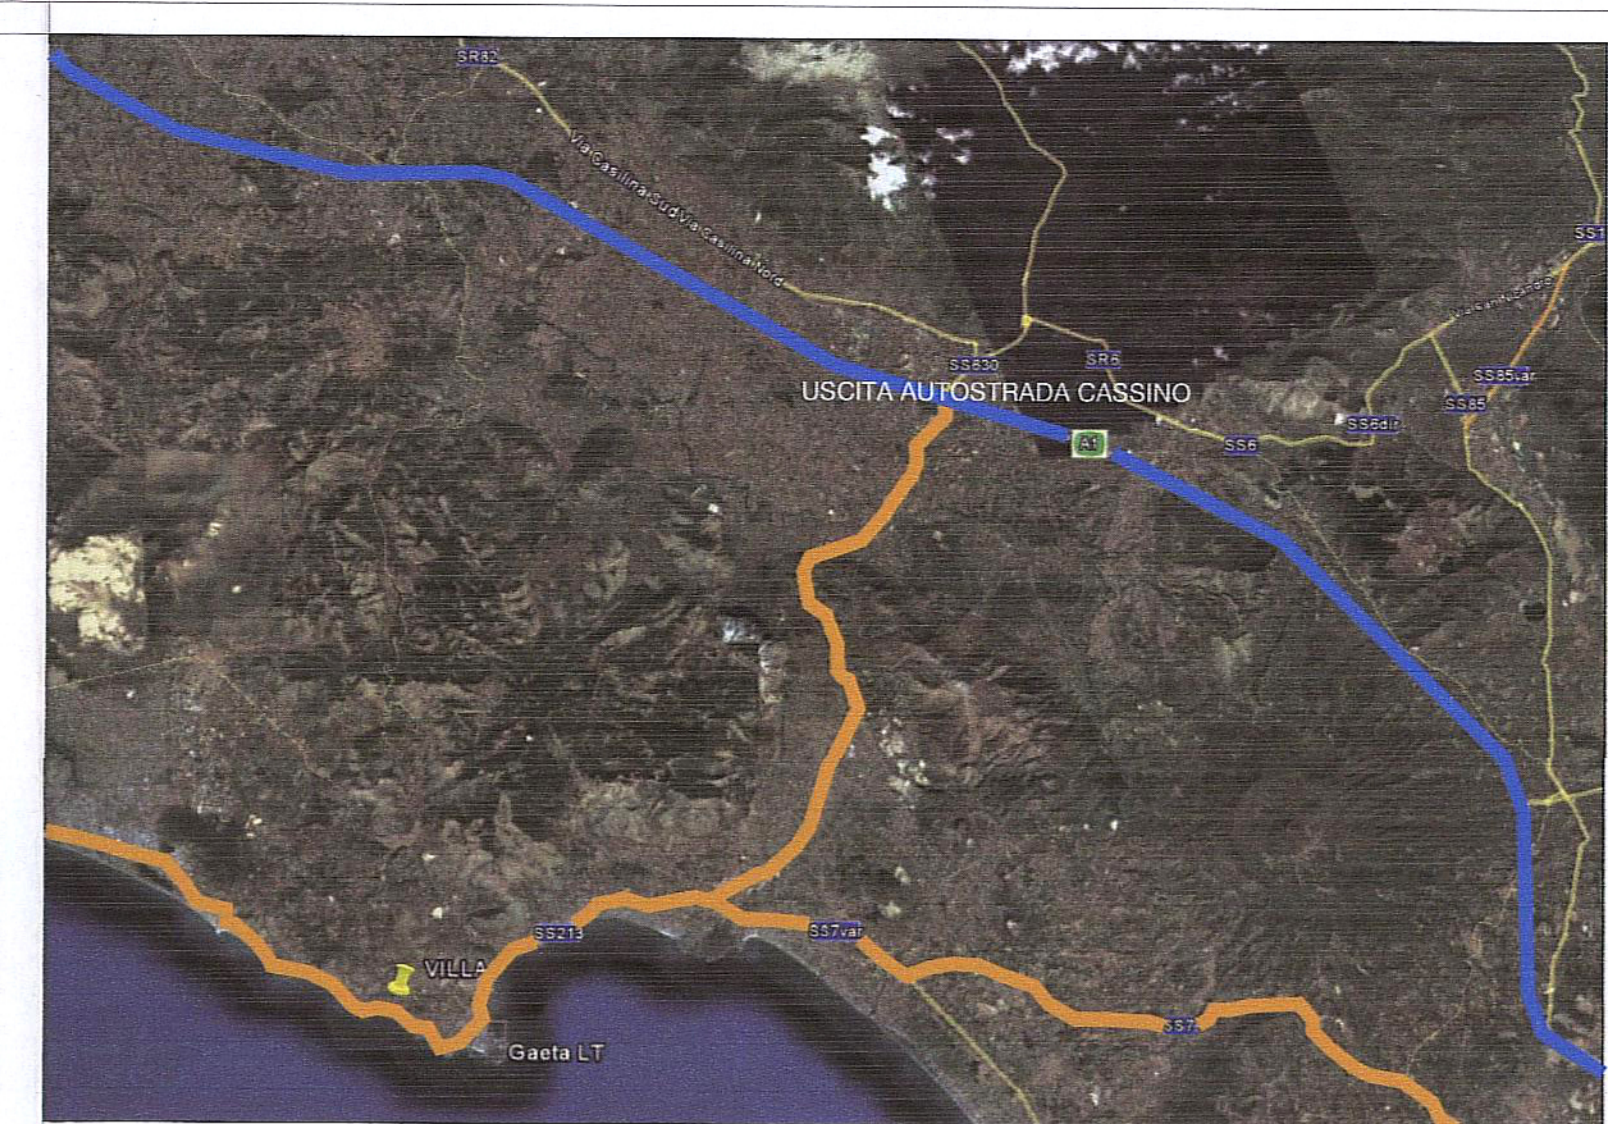 SR82
Via Casilina Sud
Via Casilina Nord
SS1
SS630
SR6
SS85var
SS85
USCITA AUTOSTRADA CASSINO
SS6dir
A1
SS6
SS213
SS7var
VILLA
SS7
Gaeta LT